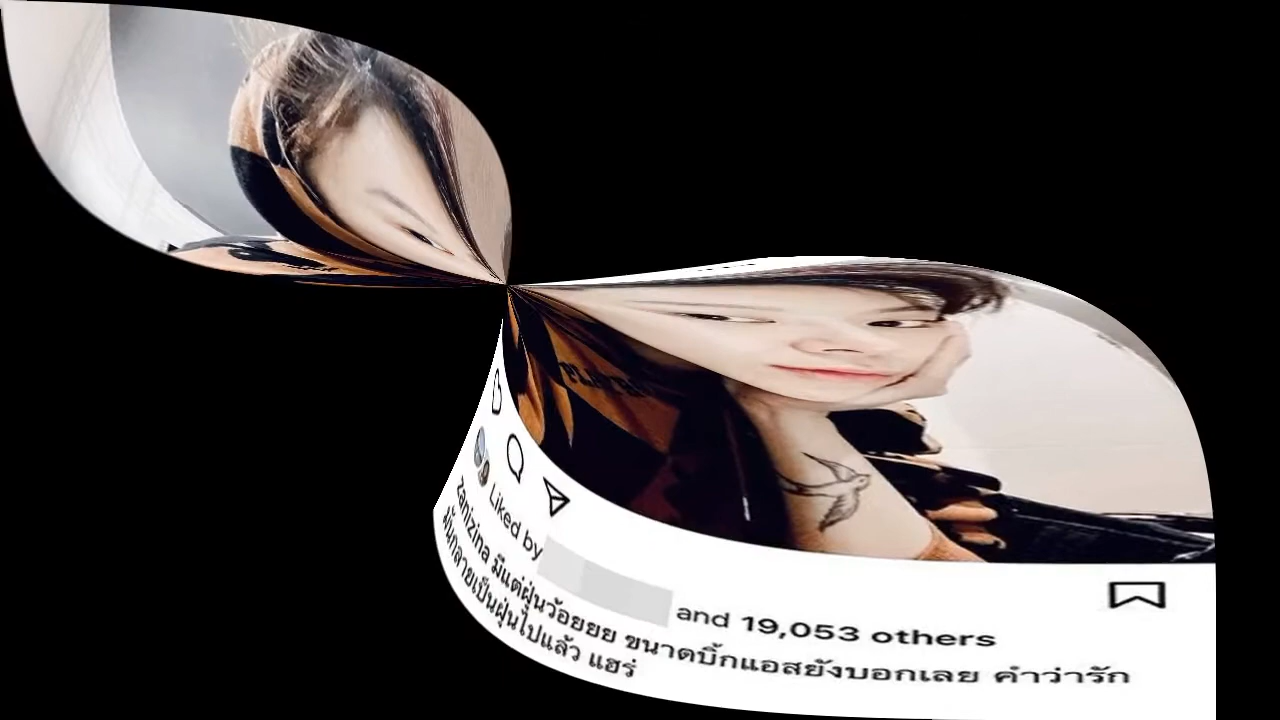 Liked by and 19,053 others
zanizina มีแต่ฝุ่นว้อยยย ขนาดบิ้กแอสยังบอกเลย คำว่ารัก
มันกลายเป็นฝุ่นไปแล้ว แฮร่